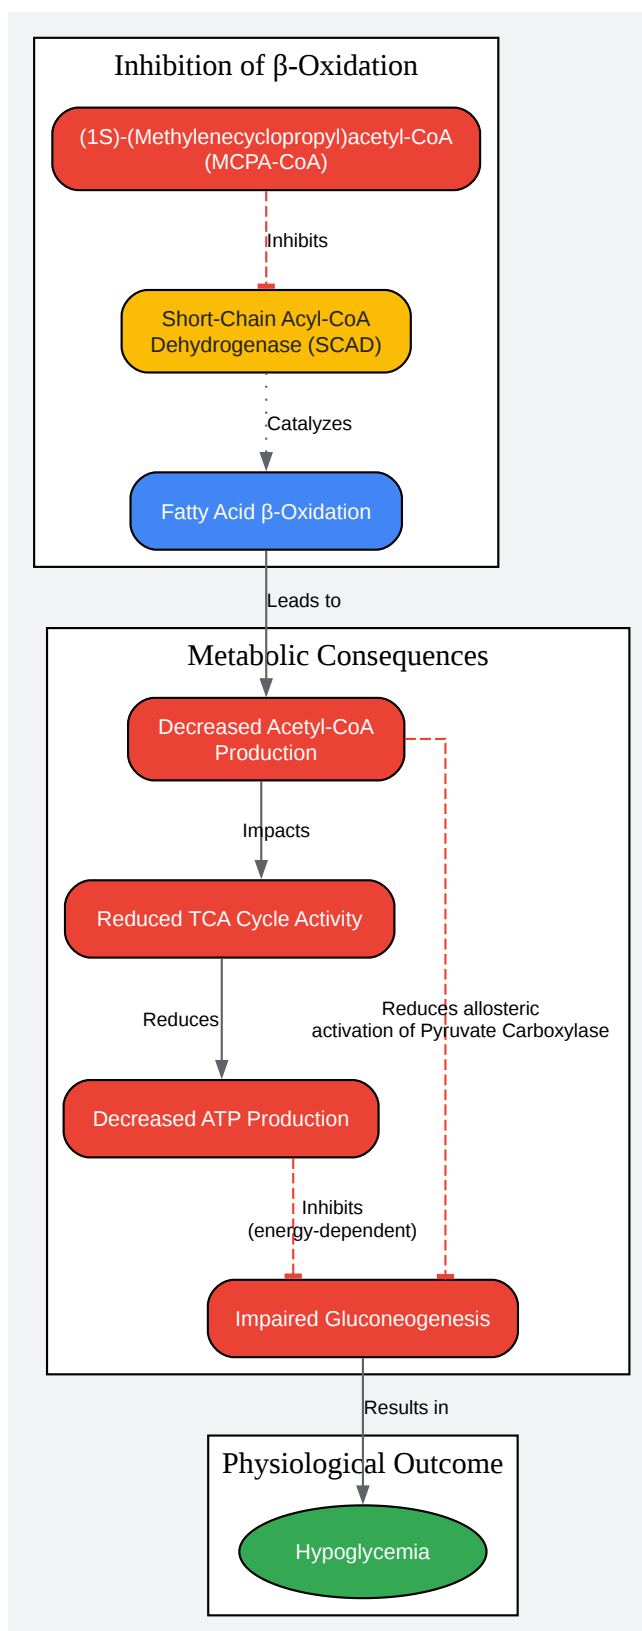 Inhibition of β-Oxidation
(1S)-(Methylenecyclopropyl)acetyl-CoA
(MCPA-CoA)
Inhibits
Short-Chain Acyl-CoA
Dehydrogenase (SCAD)
Catalyzes
Fatty Acid β-Oxidation
Leads to
Metabolic Consequences
Decreased Acetyl-CoA
Production
Impacts
Reduced TCA Cycle Activity
Reduces
Reduces allosteric
activation of Pyruvate Carboxylase
Decreased ATP Production
Inhibits
(energy-dependent)
Impaired Gluconeogenesis
Results in
Physiological Outcome
Hypoglycemia